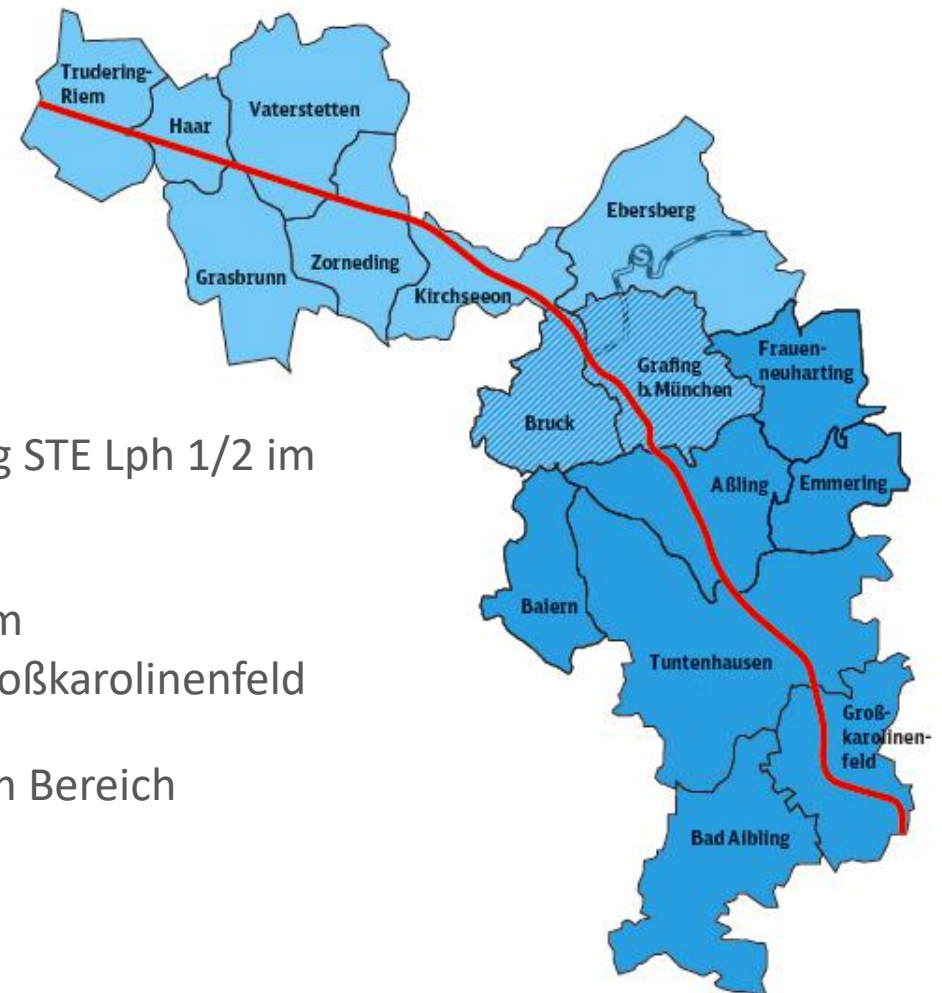 Trudering-
Riem
Haar
Vaterstetten
Ebersberg
S
Grasbrunn
Zorneding
Kirchseeon
Frauen-
neuharting
Grafing
b. München
Bruck
g STE Lph 1/2 im
Aßling
Emmering
Baiern
m
Tuntenhausen
oßkarolinenfeld
Groß-
karolinen-
feld
n Bereich
Bad Aibling